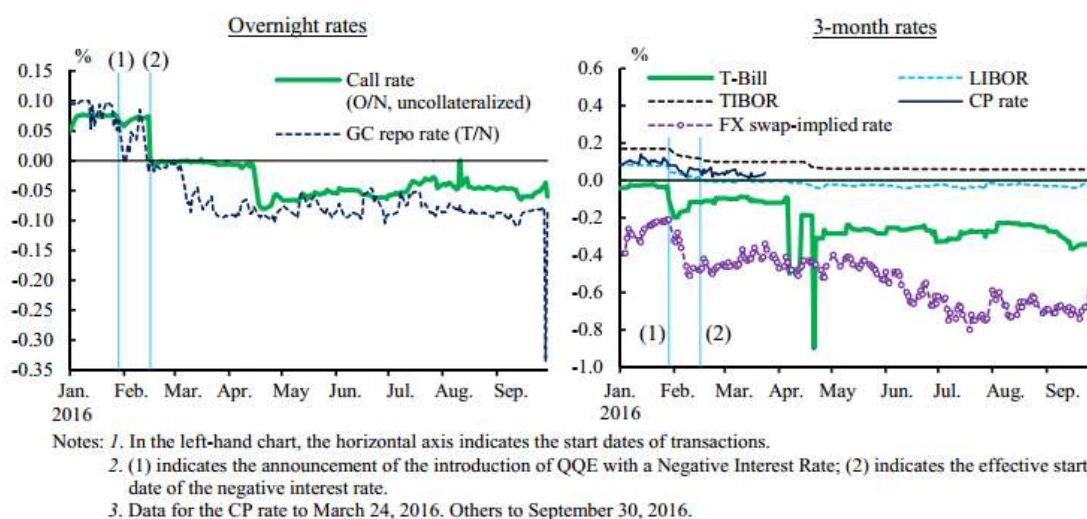 Overnight rates
%
(1)
(2)
0.15
0.10
0.05
0.00
-0.05
-0.10
-0.15
-0.20
-0.25
-0.30
-0.35
Call rate
(O/N, uncollateralized)
GC repo rate (T/N)
Jan. Feb. Mar. Apr. May Jun. Jul. Aug. Sep.
2016
3-month rates
%
T-Bill
LIBOR
TIBOR
CP rate
FX swap-implied rate
0.6
0.4
0.2
0.0
-0.2
-0.4
-0.6
-0.8
-1.0
(1)
(2)
Jan. Feb. Mar. Apr. May Jun. Jul. Aug. Sep.
2016
Notes: 1. In the left-hand chart, the horizontal axis indicates the start dates of transactions.
2. (1) indicates the announcement of the introduction of QQE with a Negative Interest Rate; (2) indicates the effective start
date of the negative interest rate.
3. Data for the CP rate to March 24, 2016. Others to September 30, 2016.